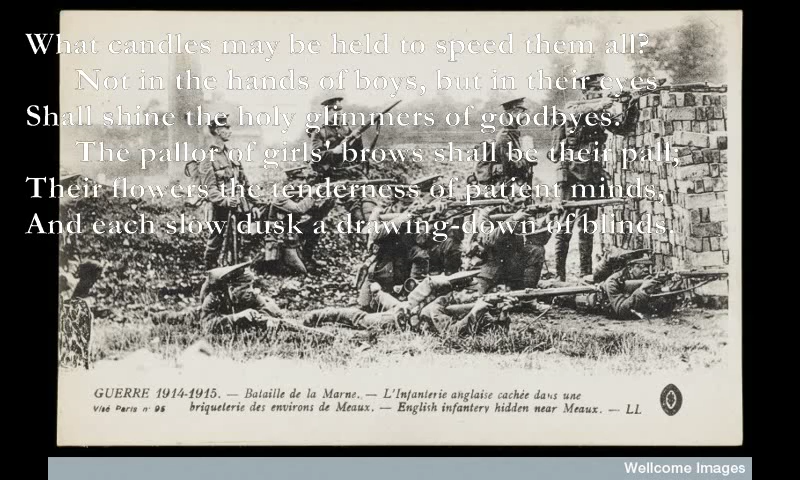 What candles may be held to speed them all?
Not in the hands of boys, but in their eyes
Shall shine the holy glimmers of goodbyes.
The pallor of girls' brows shall be their pall;
Their flowers the tenderness of patient minds,
And each slow dusk a drawing-down of blinds.
GUERRE 1914-1915. — Bataille de la Marne. — L'Infanterie anglaise cachée dans une
Visé Paris n° 95 briqueterie des environs de Meaux. — English infantery hidden near Meaux. — LL
Wellcome Images